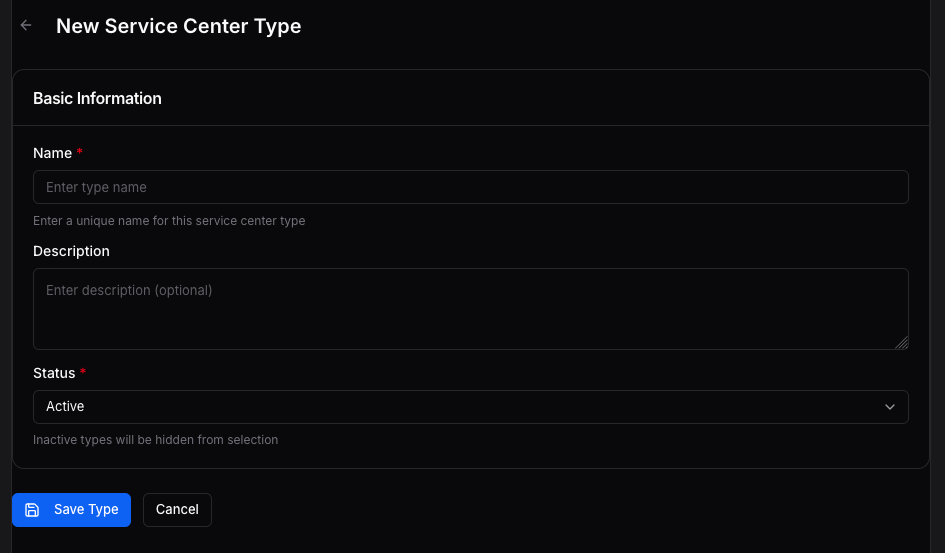 New Service Center Type
Basic Information
Name *
Enter type name
Enter a unique name for this service center type
Description
Enter description (optional)
Status *
Active
Inactive types will be hidden from selection
Save Type
Cancel